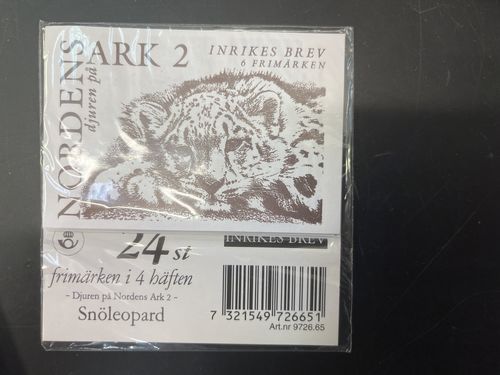 NORDENS
djuren på
ARK 2
INRIKES BREV
6 FRIMÄRKEN
24 st
INRIKES BREV
frimärken i 4 häften
- Djuren på Nordens Ark 2 -
Snöleopard
7 321549 726651
Art.nr 9726.65